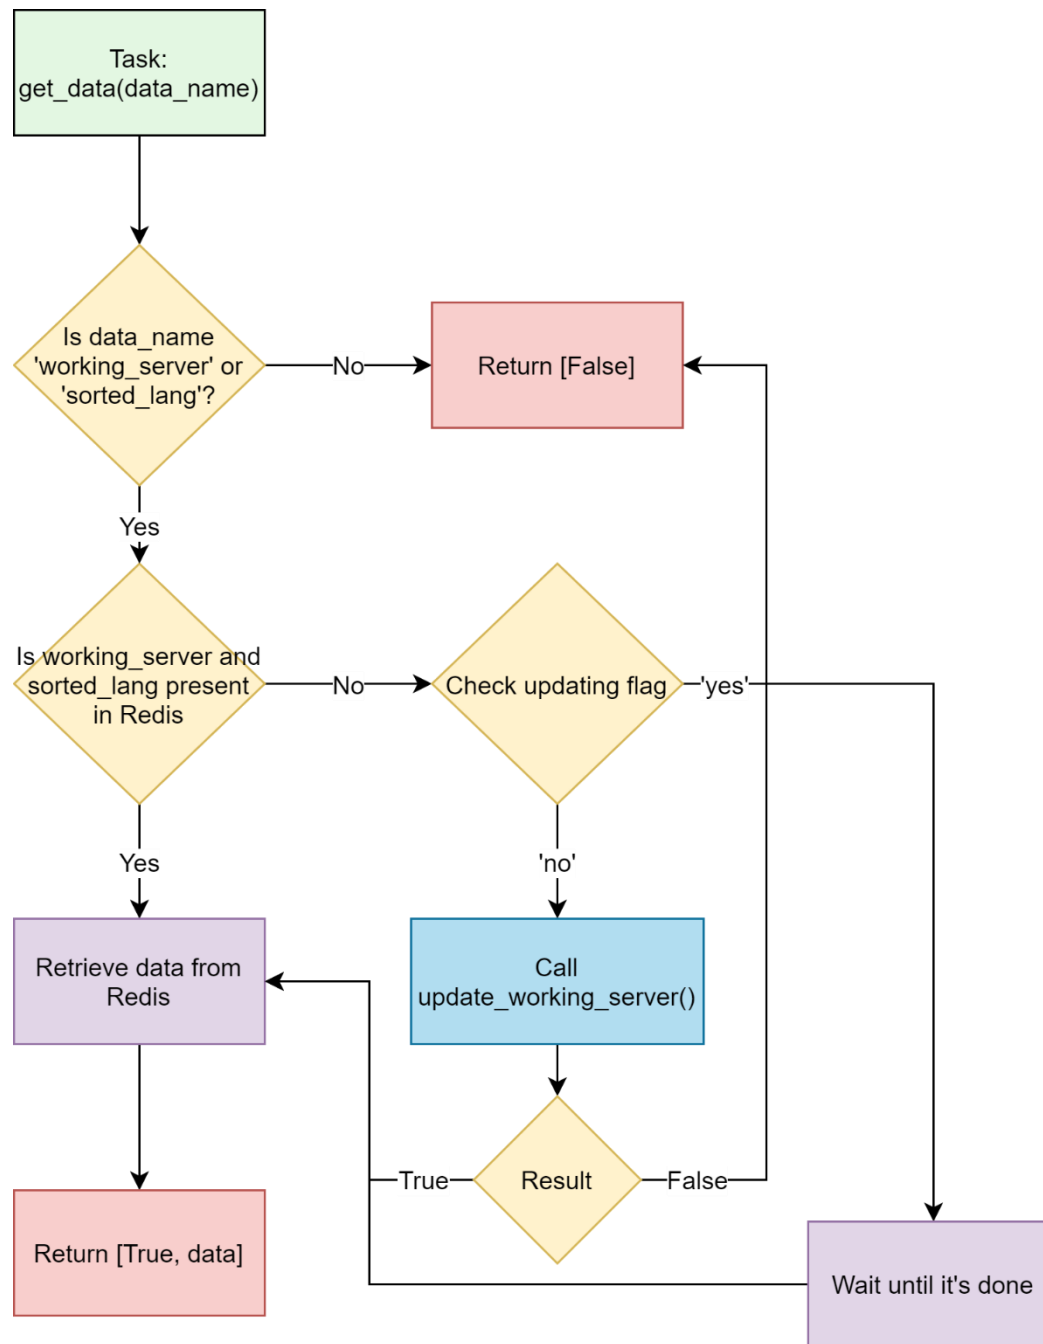 Task:
get_data(data_name)
Is data_name
'working_server' or
'sorted_lang'?
No
Return [False]
Yes
Is working_server and
sorted_lang present
in Redis
No
Check updating flag
'yes'
Yes
'no'
Retrieve data from
Redis
Call
update_working_server()
True
Result
False
Return [True, data]
Wait until it's done